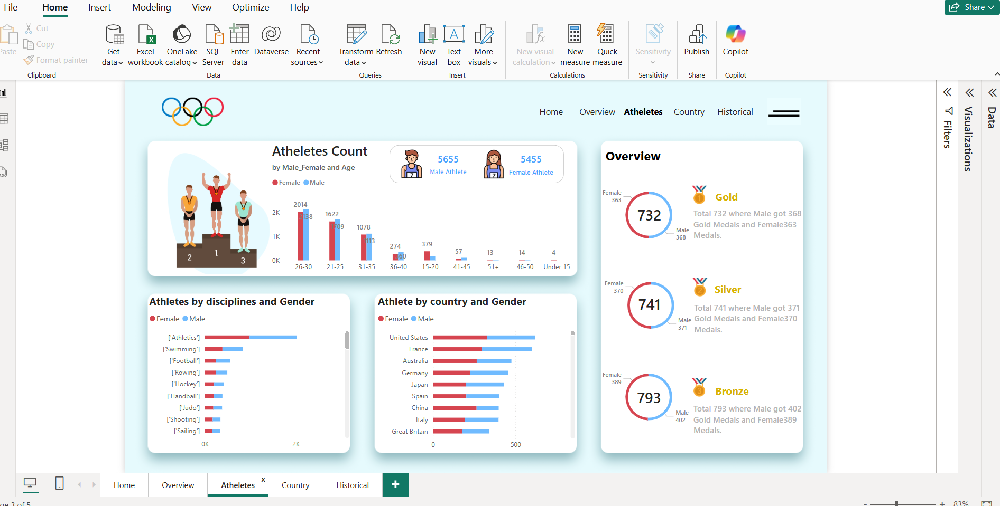 File Home Insert Modeling View Optimize Help
Share
Paste
Cut
Copy
Format painter
Clipboard
Get data
Excel workbook
OneLake catalog
SQL Server
Enter data
Dataverse
Recent sources
Data
Transform data
Refresh
Queries
New visual
Text box
More visuals
Insert
New visual calculation
New measure
Quick measure
Calculations
Sensitivity
Sensitivity
Publish
Share
Copilot
Copilot
Home Overview Atheletes Country Historical
Filters
Visualizations
Data
Atheletes Count
by Male_Female and Age
Female Male
5655
Male Athlete
5455
Female Athlete
7
7
2 1 3
2K
1K
0K
2014
2138
1622
1709
1078
1113
274
360
379
57
13
14
4
26-30 21-25 31-35 36-40 15-20 41-45 51+ 46-50 Under 15
Overview
Female
363
732
Male
368
1
Gold
Total 732 where Male got 368
Gold Medals and Female363
Medals.
Female
370
741
Male
371
2
Silver
Total 741 where Male got 371
Gold Medals and Female370
Medals.
Female
389
793
Male
402
3
Bronze
Total 793 where Male got 402
Gold Medals and Female389
Medals.
Athletes by disciplines and Gender
Female Male
['Athletics']
['Swimming']
['Football']
['Rowing']
['Hockey']
['Handball']
['Judo']
['Shooting']
['Sailing']
0K 2K
Athlete by country and Gender
Female Male
United States
France
Australia
Germany
Japan
Spain
China
Italy
Great Britain
0 500
Home Overview Atheletes x Country Historical +
ge 3 of 5
- + 83%